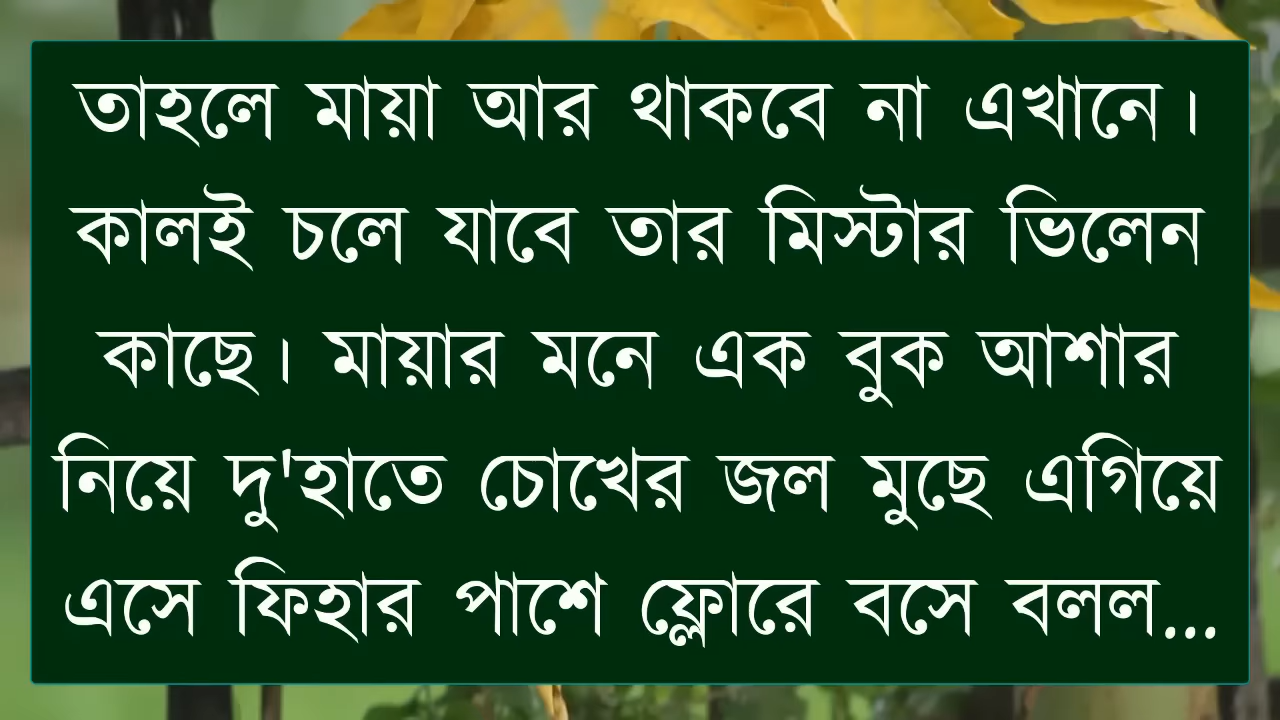 তাহলে মায়া আর থাকবে না এখানে।
কালই চলে যাবে তার মিস্টার ভিলেন
কাছে। মায়ার মনে এক বুক আশার
নিয়ে দু'হাতে চোখের জল মুছে এগিয়ে
এসে ফিহার পাশে ফ্লোরে বসে বলল...